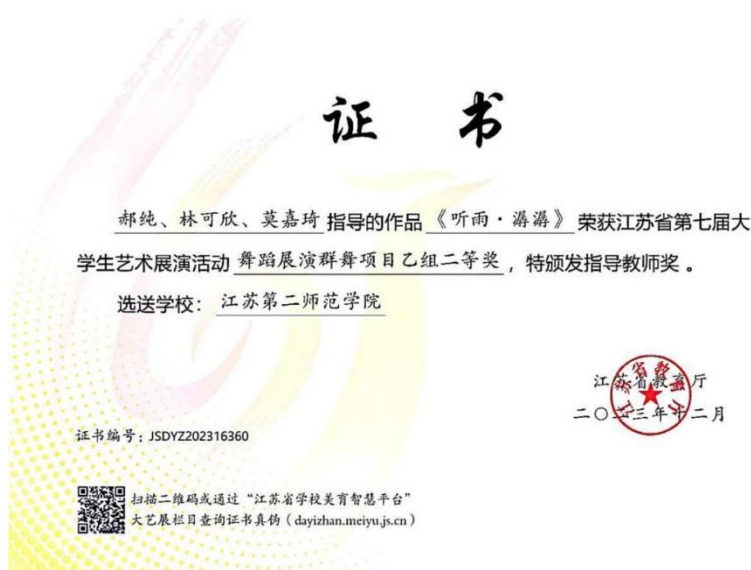 证 书
郝纯、林可欣、莫嘉琦 指导的作品 《听雨·潺潺》 荣获江苏省第七届大
学生艺术展演活动 舞蹈展演群舞项目乙组二等奖 ，特颁发指导教师奖 。
选送学校： 江苏第二师范学院
江苏省教育厅
二〇二三年十二月
证书编号：JSDYZ202316360
扫描二维码或通过“江苏省学校美育智慧平台”
大艺展栏目查询证书真伪（dayizhan.meiyu.js.cn）